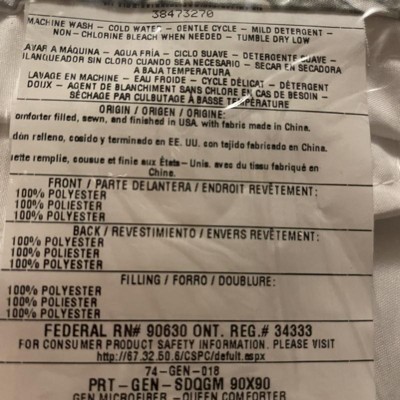 38473270
MACHINE WASH - COLD WATER - GENTLE CYCLE - MILD DETERGENT -
NON-CHLORINE BLEACH WHEN NEEDED - TUMBLE DRY LOW
AVAR A MÁQUINA - AGUA FRÍA - CICLO SUAVE - DETERGENTE SUAVE -
ILANQUEADOR SIN CLORO CUANDO SEA NECESARIO - SECAR EN SECADORA
A BAJA TEMPERATURA
LAVAGE EN MACHINE - EAU FROIDE - CYCLE DÉLICAT - DÉTERGENT
DOUX - AGENT DE BLANCHIMENT SANS CHLORE EN CAS DE BESOIN -
SÉCHAGE PAR CULBUTAGE À BASSE TEMPÉRATURE
ORIGIN / ORIGEN / ORIGINE:
omforter filled, sewn, and finished in USA with fabric made in China.
dón relleno, cosido y terminado en EE. UU. con tejido fabricado en China.
ette remplie, cousue et finie aux États-Unis, avec du tissu fabriqué en
China.
FRONT / PARTE DELANTERA / ENDROIT REVÊTEMENT:
100% POLYESTER
100% POLIÉSTER
100% POLYESTER
BACK / REVESTIMIENTO / ENVERS REVÊTEMENT:
100% POLYESTER
100% POLIÉSTER
100% POLYESTER
FILLING / FORRO / DOUBLURE:
100% POLYESTER
100% POLIÉSTER
100% POLYESTER
FEDERAL RN# 90630 ONT. REG.# 34333
FOR CONSUMER PRODUCT SAFETY INFORMATION, PLEASE VISIT
http://67.32.50.6/CSPC/defult.aspx
74-GEN-018
PRT-GEN-SDQGM 90X90
GEN MICROFIBER - QUEEN COMFORTER